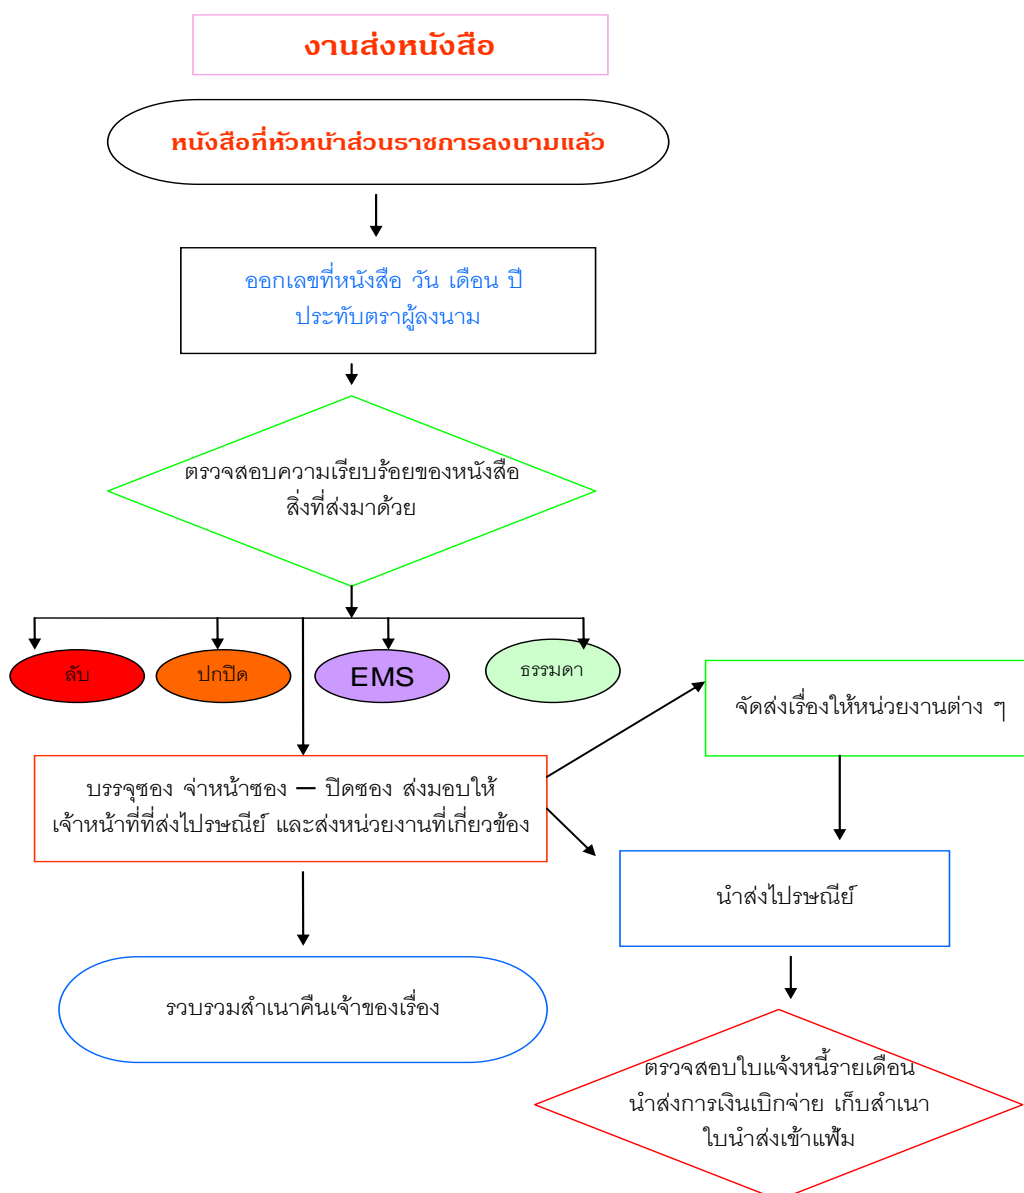 งานส่งหนังสือ
หนังสือที่หัวหน้าส่วนราชการลงนามแล้ว
ออกเลขที่หนังสือ วัน เดือน ปี
ประทับตราผู้ลงนาม
ตรวจสอบความเรียบร้อยของหนังสือ
สิ่งที่ส่งมาด้วย
ลับ
ปกปิด
EMS
ธรรมดา
จัดส่งเรื่องให้หน่วยงานต่าง ๆ
บรรจุซอง จ่าหน้าซอง – ปิดซอง ส่งมอบให้
เจ้าหน้าที่ที่ส่งไปรษณีย์ และส่งหน่วยงานที่เกี่ยวข้อง
นำส่งไปรษณีย์
รวบรวมสำเนาคืนเจ้าของเรื่อง
ตรวจสอบใบแจ้งหนี้รายเดือน
นำส่งการเงินเบิกจ่าย เก็บสำเนา
ใบนำส่งเข้าแฟ้ม